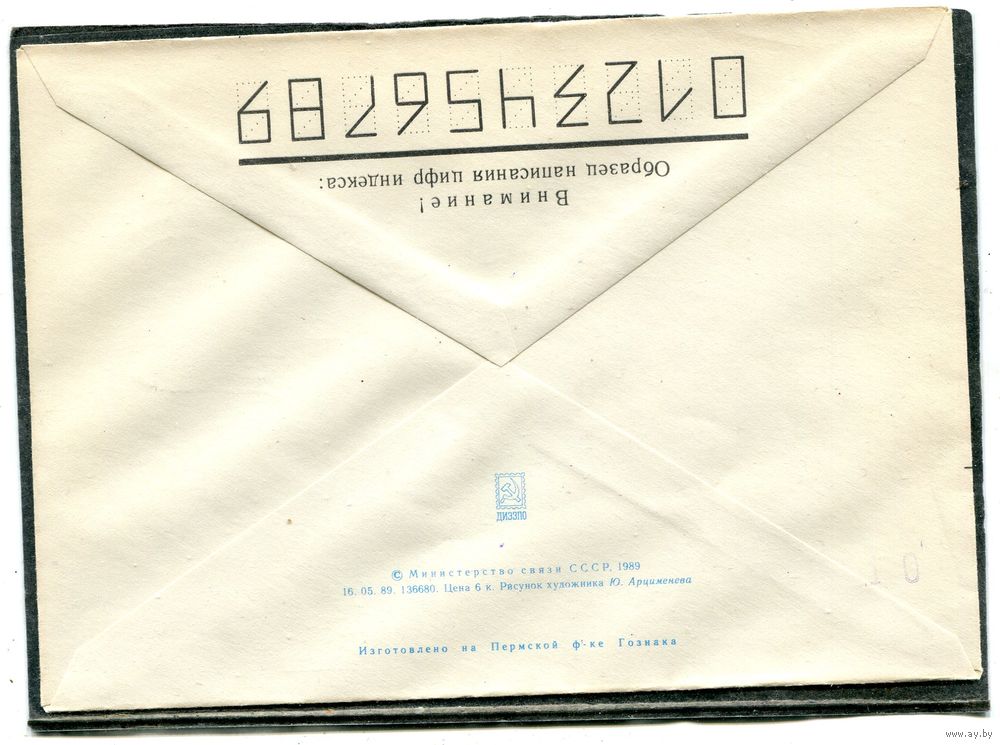 Внимание!
Образец написания цифр индекса:
0123456789
ДИЭЗПО
© Министерство связи СССР, 1989
16. 05. 89. 136680. Цена 6 к. Рисунок художника Ю. Арцименева
Изготовлено на Пермской ф-ке Гознака
www.ay.by